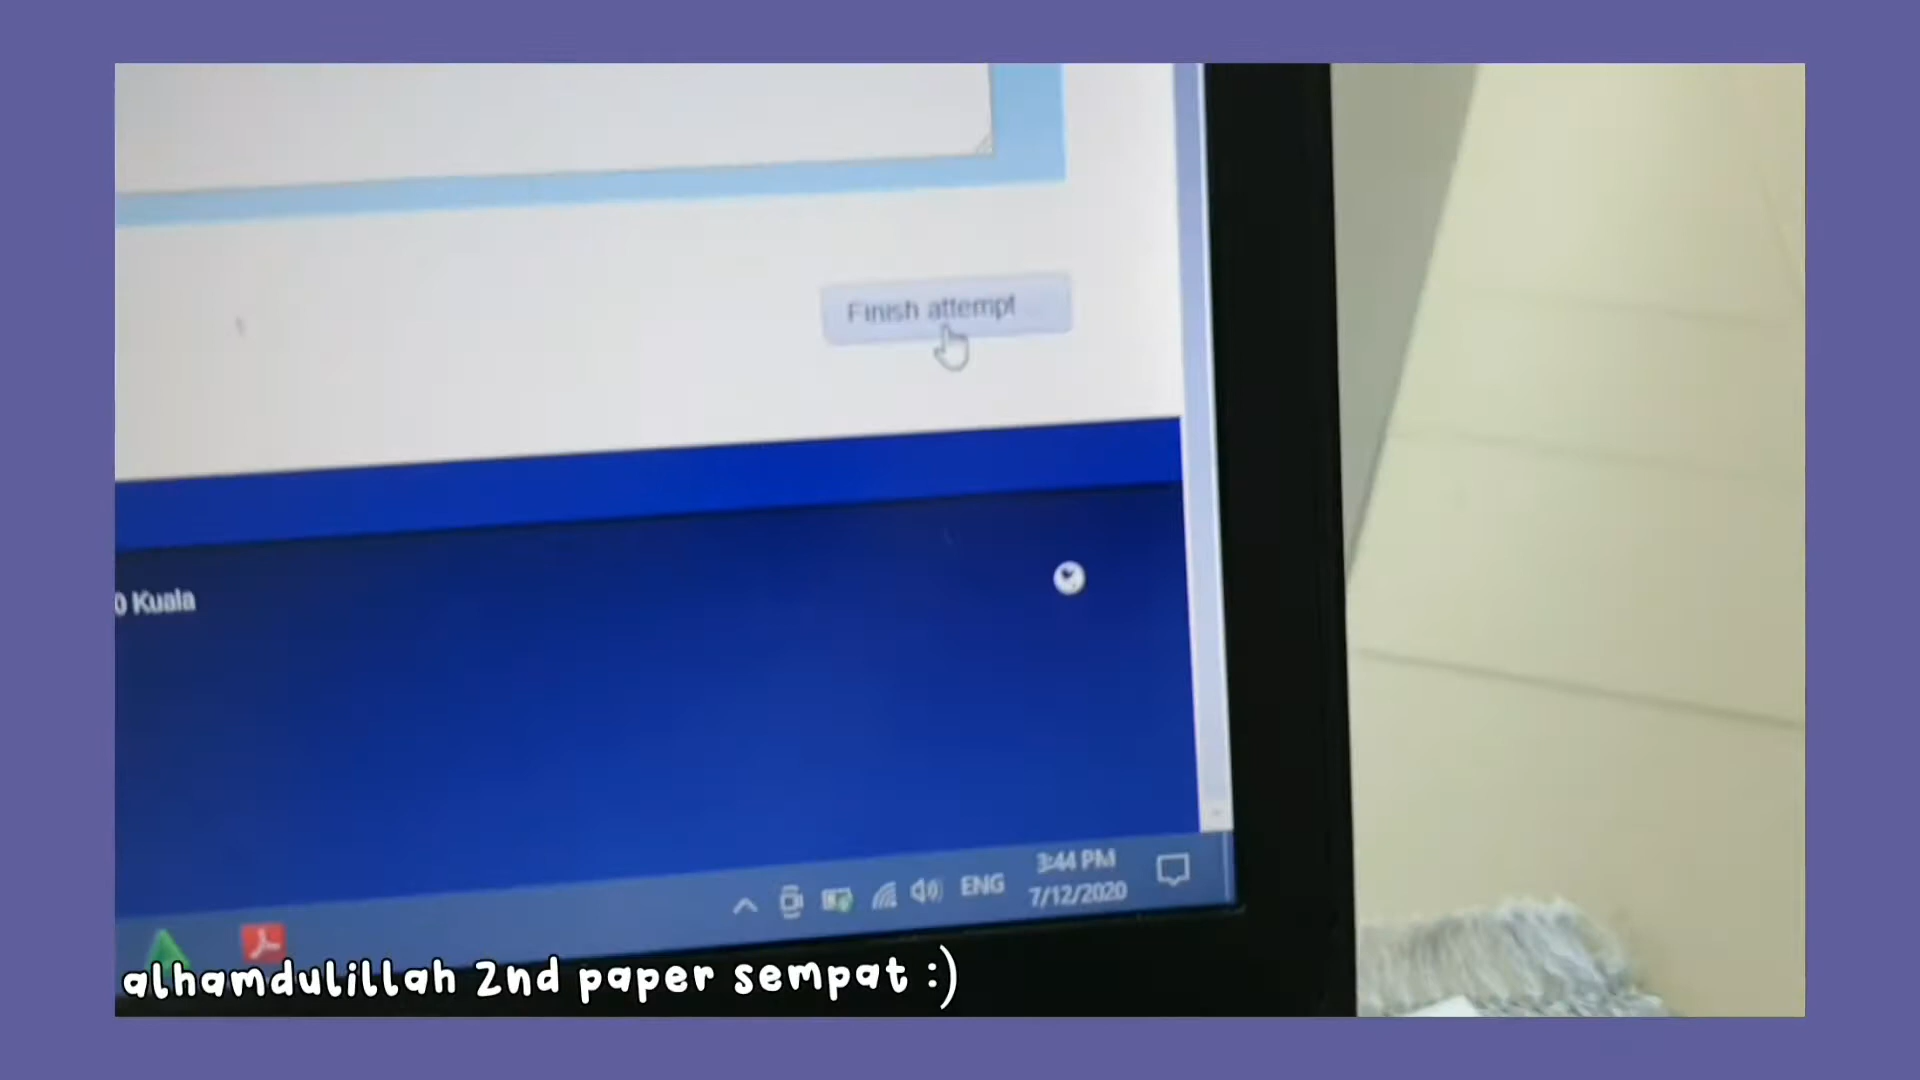 Finish attempt ...
0 Kuala
ENG
3:44 PM
7/12/2020
alhamdulillah 2nd paper sempat :)